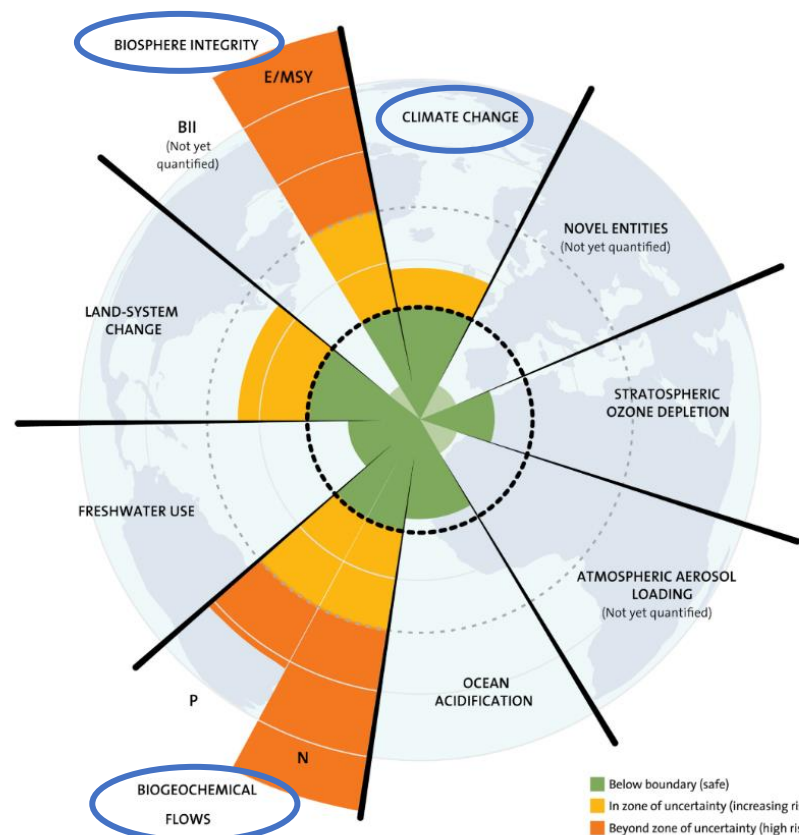 BIOSPHERE INTEGRITY
E/MSY
CLIMATE CHANGE
BII
(Not yet
quantified)
NOVEL ENTITIES
(Not yet quantified)
LAND-SYSTEM
CHANGE
STRATOSPHERIC
OZONE DEPLETION
FRESHWATER USE
ATMOSPHERIC AEROSOL
LOADING
(Not yet quantified)
OCEAN
ACIDIFICATION
P
N
BIOGEOCHEMICAL
FLOWS
Below boundary (safe)
In zone of uncertainty (increasing ri
Beyond zone of uncertainty (high ris